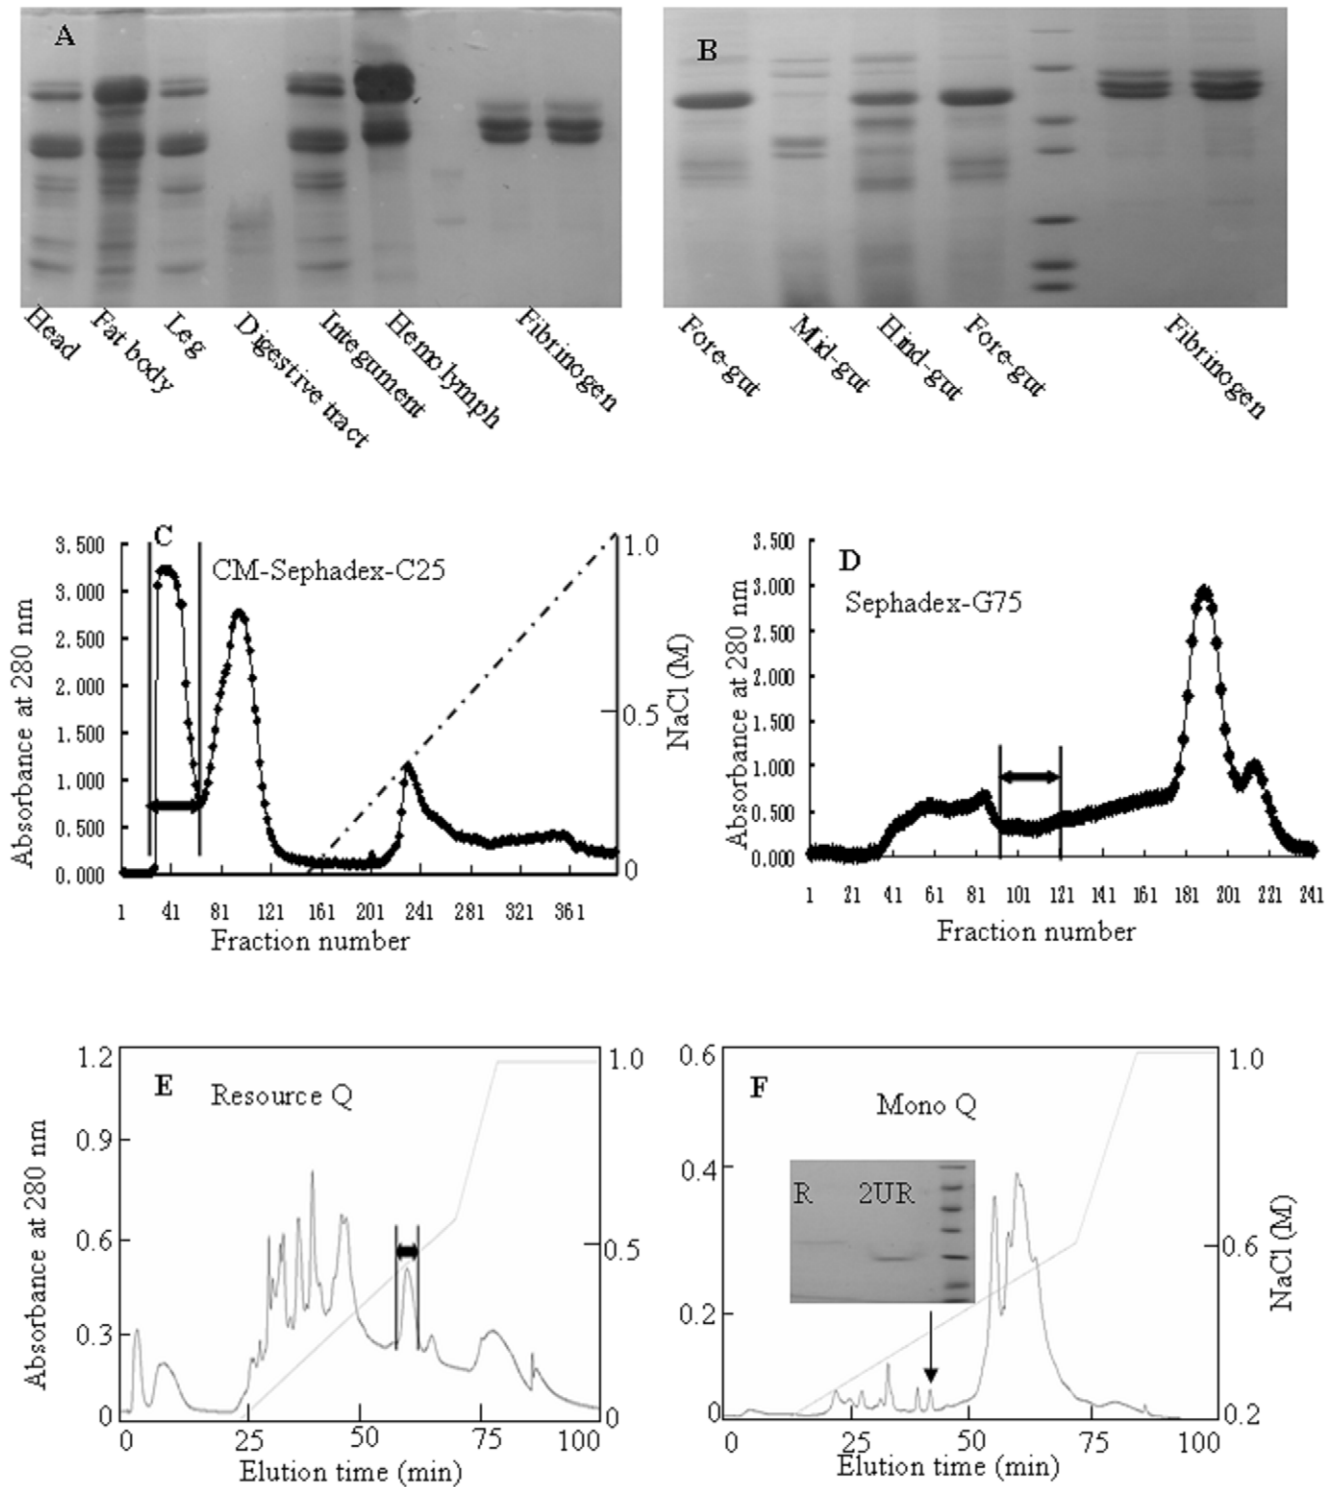 A
B
Head
Fat body
Leg
Digestive tract
Integument
Hemolymph
Fibrinogen
Fore-gut
Mid-gut
Hind-gut
Fore-gut
Fibrinogen
C
CM-Sephadex-C25
Absorbance at 280 nm
3.500
3.000
2.500
2.000
1.500
1.000
0.500
0.000
1 41 81 121 161 201 241 281 321 361
Fraction number
1.0
0.5
0
NaCl (M)
D
Sephadex-G75
Absorbance at 280 nm
3.500
3.000
2.500
2.000
1.500
1.000
0.500
0.000
1 21 41 61 81 101 121 141 161 181 201 221 241
Fraction number
E
Resource Q
Absorbance at 280 nm
1.2
0.9
0.6
0.3
0
0 25 50 75 100
Elution time (min)
1.0
0.5
0
F
Mono Q
R 2UR
0.6
0.4
0.2
0
0 25 50 75 100
Elution time (min)
1.0
0.6
0.2
NaCl (M)